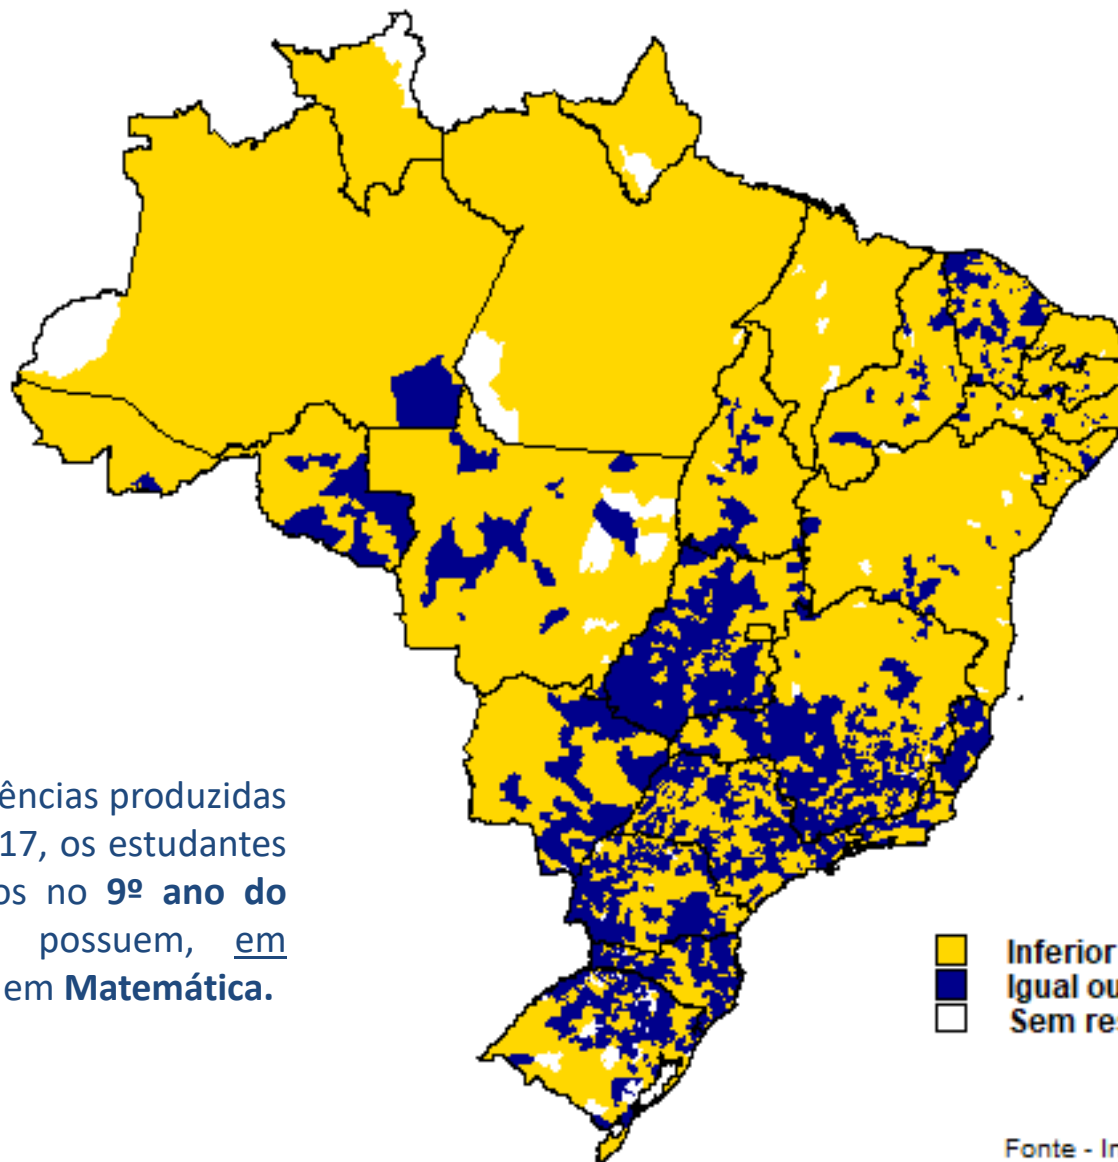 ências produzidas
17, os estudantes
os no 9º ano do
possuem, em
em Matemática.
Inferior
Igual ou
Sem res
Fonte - In